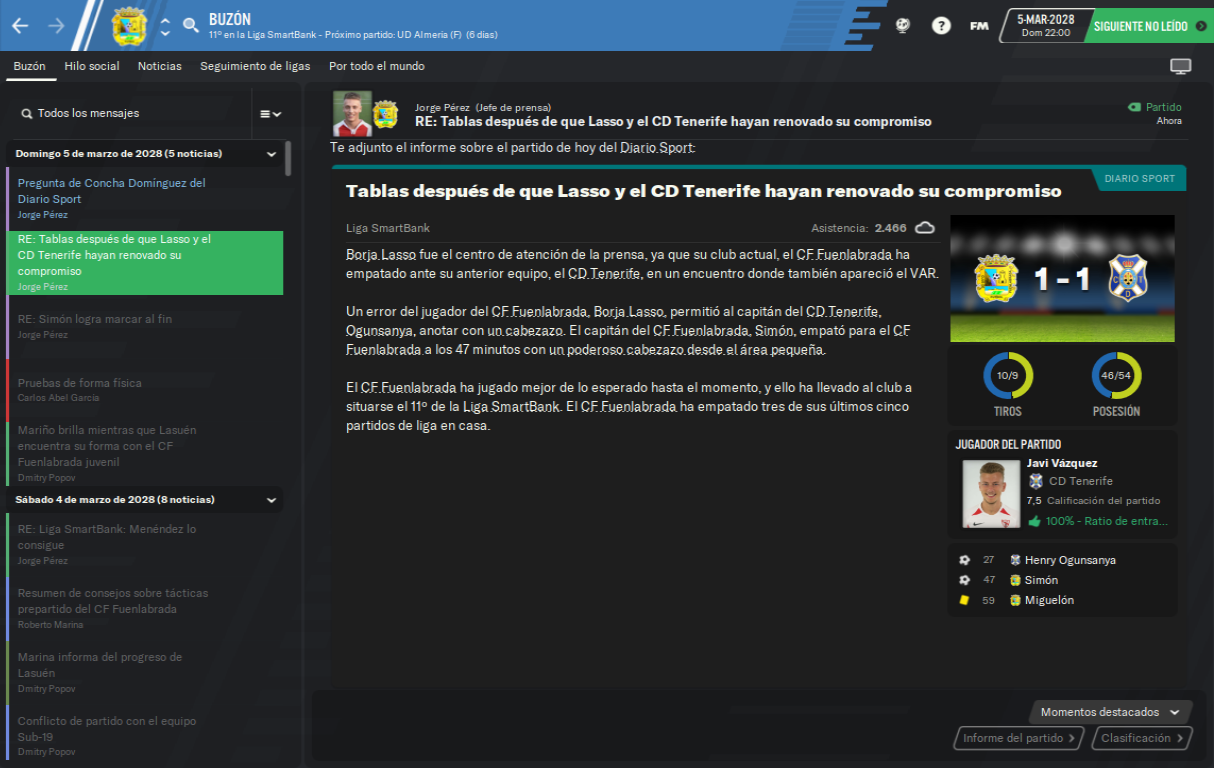 BUZÓN
11º en la Liga SmartBank - Próximo partido: UD Almería (F) (6 días)
?
FM
5-MAR-2028
Dom 22:00
SIGUIENTE NO LEÍDO
Buzón
Hilo social
Noticias
Seguimiento de ligas
Por todo el mundo
Todos los mensajes
Domingo 5 de marzo de 2028 (5 noticias)
Pregunta de Concha Domínguez del
Diario Sport
Jorge Pérez
RE: Tablas después de que Lasso y el
CD Tenerife hayan renovado su
compromiso
Jorge Pérez
RE: Simón logra marcar al fin
Jorge Pérez
Pruebas de forma física
Carlos Abel García
Mariño brilla mientras que Lasuén
encuentra su forma con el CF
Fuenlabrada juvenil
Dmitry Popov
Sábado 4 de marzo de 2028 (8 noticias)
RE: Liga SmartBank: Menéndez lo
consigue
Jorge Pérez
Resumen de consejos sobre tácticas
prepartido del CF Fuenlabrada
Roberto Marina
Marina informa del progreso de
Lasuén
Dmitry Popov
Conflicto de partido con el equipo
Sub-19
Dmitry Popov
Jorge Pérez (Jefe de prensa)
RE: Tablas después de que Lasso y el CD Tenerife hayan renovado su compromiso
Partido
Ahora
Te adjunto el informe sobre el partido de hoy del Diario Sport:
DIARIO SPORT
Tablas después de que Lasso y el CD Tenerife hayan renovado su compromiso
Liga SmartBank
Asistencia: 2.466
Borja Lasso fue el centro de atención de la prensa, ya que su club actual, el CF Fuenlabrada ha
empatado ante su anterior equipo, el CD Tenerife, en un encuentro donde también apareció el VAR.
Un error del jugador del CF Fuenlabrada, Borja Lasso, permitió al capitán del CD Tenerife,
Ogunsanya, anotar con un cabezazo. El capitán del CF Fuenlabrada, Simón, empató para el CF
Fuenlabrada a los 47 minutos con un poderoso cabezazo desde el área pequeña.
El CF Fuenlabrada ha jugado mejor de lo esperado hasta el momento, y ello ha llevado al club a
situarse el 11º de la Liga SmartBank. El CF Fuenlabrada ha empatado tres de sus últimos cinco
partidos de liga en casa.
1 - 1
10/9
TIROS
46/54
POSESIÓN
JUGADOR DEL PARTIDO
Javi Vázquez
CD Tenerife
7,5 Calificación del partido
100% - Ratio de entra...
27 Henry Ogunsanya
47 Simón
59 Miguelón
Momentos destacados
Informe del partido
Clasificación